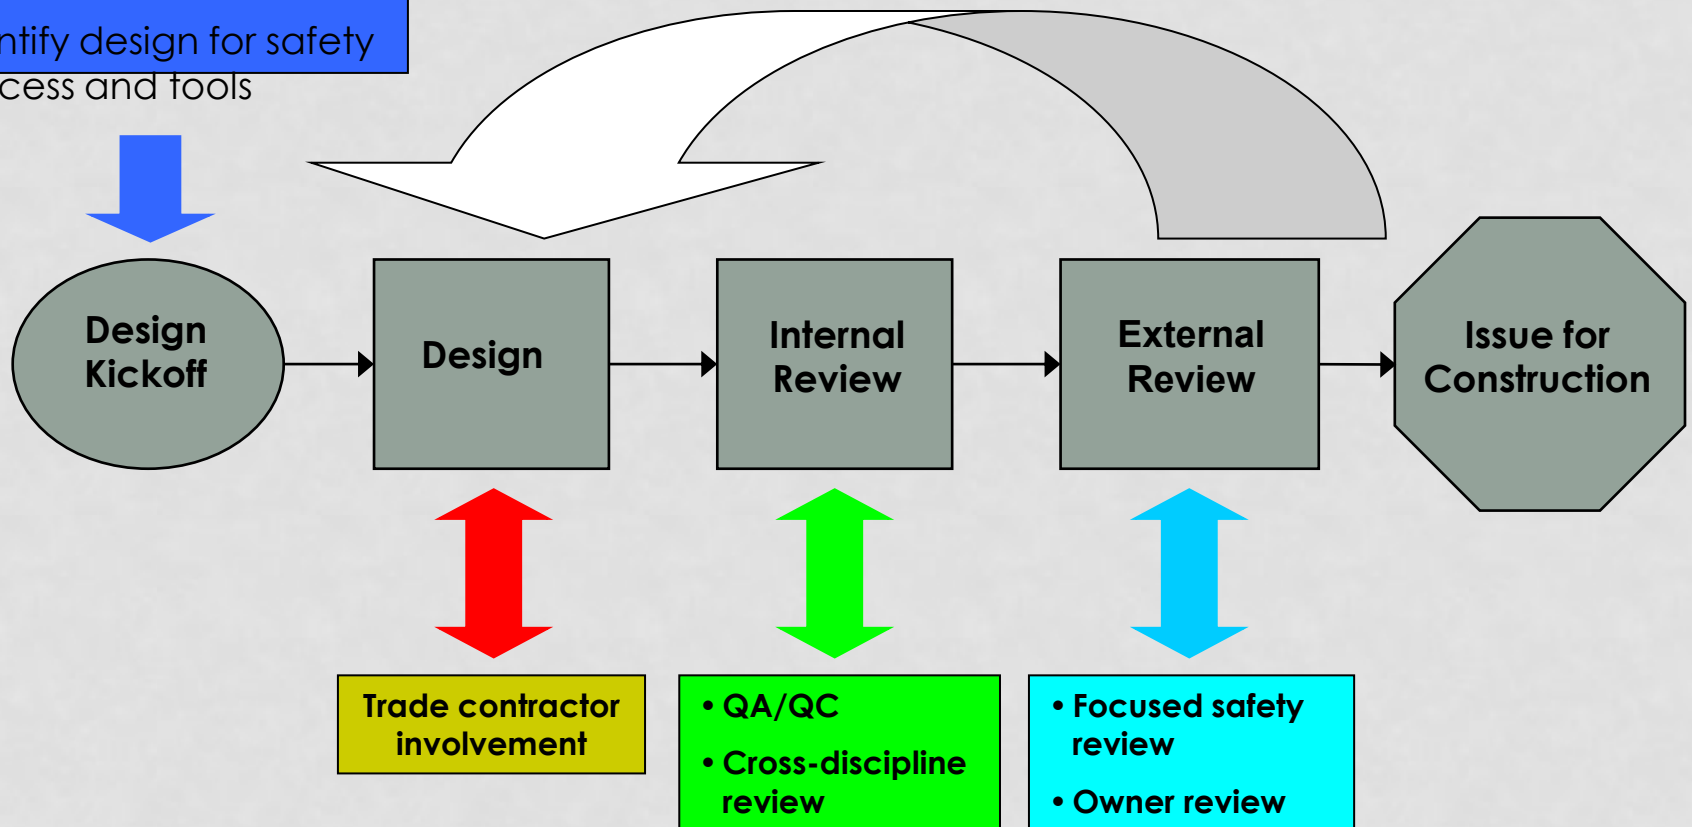 ntify design for safety
cess and tools
Design
Kickoff
Design
Internal
Review
External
Review
Issue for
Construction
Trade contractor
involvement
• QA/QC
• Cross-discipline
review
• Focused safety
review
• Owner review